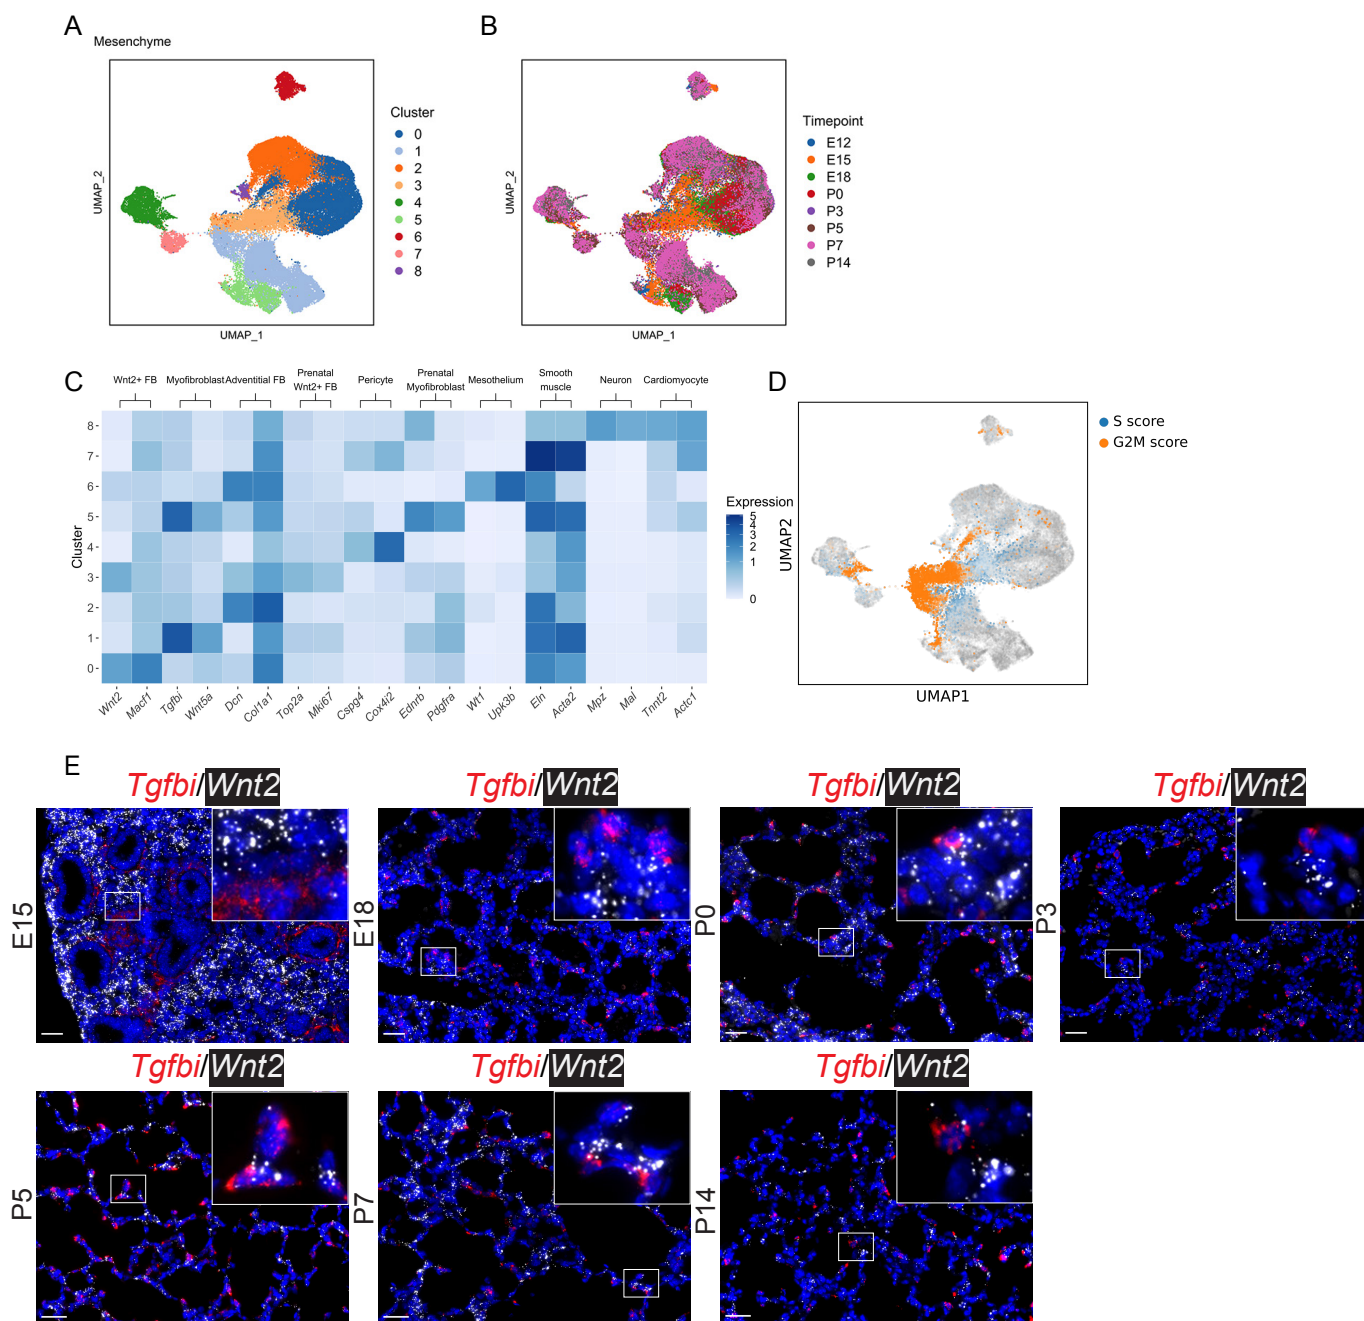 A
Mesenchyme
UMAP_2
UMAP_1
Cluster
0
1
2
3
4
5
6
7
8
B
UMAP_2
UMAP_1
Timepoint
E12
E15
E18
P0
P3
P5
P7
P14
C
Wnt2+ FB
Myofibroblast
Adventitial FB
Prenatal
Wnt2+ FB
Pericyte
Prenatal
Myofibroblast
Mesothelium
Smooth
muscle
Neuron
Cardiomyocyte
Cluster
8
7
6
5
4
3
2
1
0
Wnt2
Macf1
Tgfbi
Wnt5a
Dcn
Col1a1
Top2a
Mki67
Cspg4
Cox4i2
Ednrb
Pdgfra
Wt1
Upk3b
Eln
Acta2
Mpz
Mal
Tnnt2
Actc1
Expression
5
4
3
2
1
0
D
S score
G2M score
UMAP2
UMAP1
E
Tgfbi/Wnt2
E15
Tgfbi/Wnt2
E18
Tgfbi/Wnt2
P0
Tgfbi/Wnt2
P3
Tgfbi/Wnt2
P5
Tgfbi/Wnt2
P7
Tgfbi/Wnt2
P14